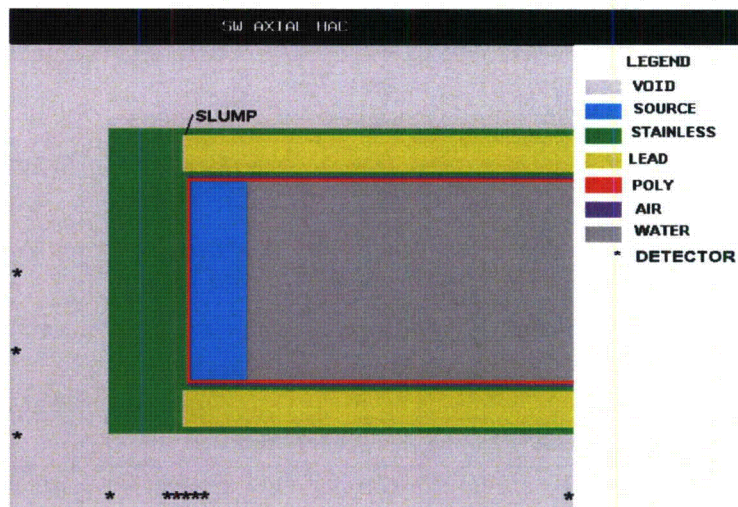 SW AXIAL HAC
SLUMP
LEGEND
VOID
SOURCE
STAINLESS
LEAD
POLY
AIR
WATER
* DETECTOR
*
*
*
* ***** *